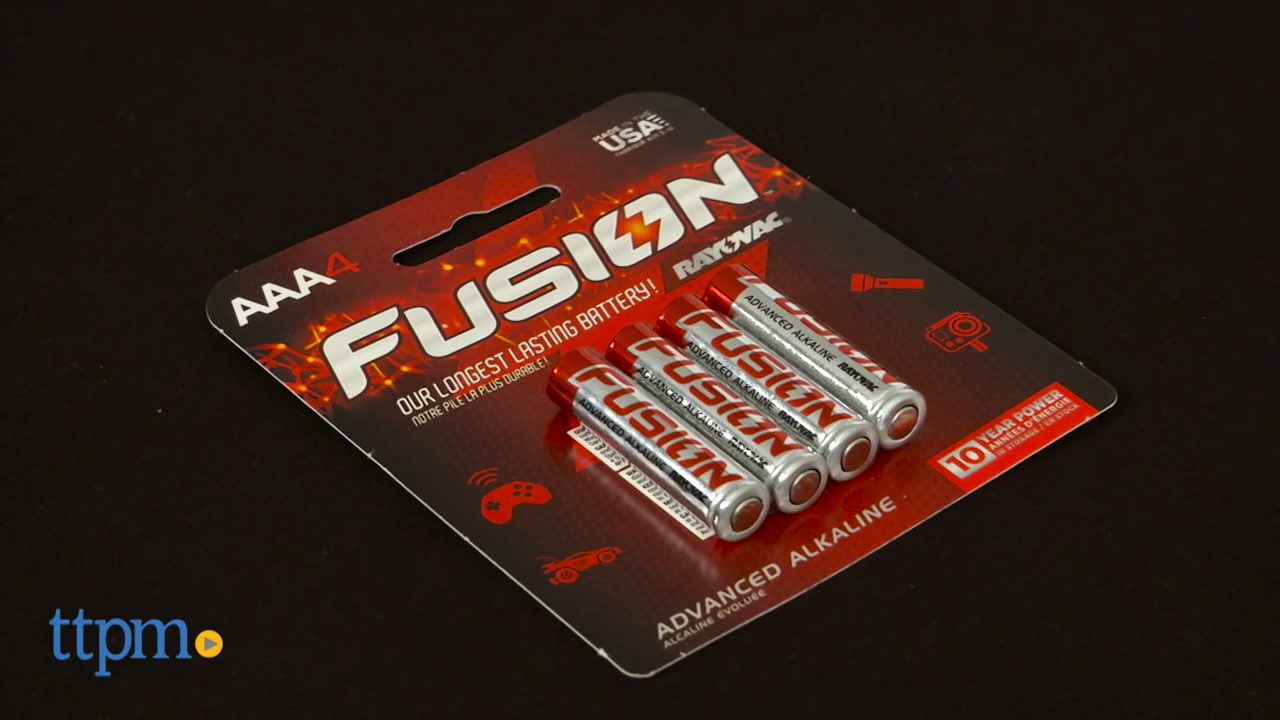 MADE IN THE
USA
AAA4
FUSION
RAYOVAC
OUR LONGEST LASTING BATTERY!
NOTRE PILE LA PLUS DURABLE!
FUSION
ADVANCED ALKALINE RAYOVAC
FUSION
ADVANCED ALKALINE RAYOVAC
FUSION
ADVANCED ALKALINE RAYOVAC
FUSION
ADVANCED ALKALINE RAYOVAC
10 YEAR POWER
ANNÉES D'ÉNERGIE
IN STORAGE / EN STOCK
ADVANCED ALKALINE
ALCALINE ÉVOLUÉE
ttpm